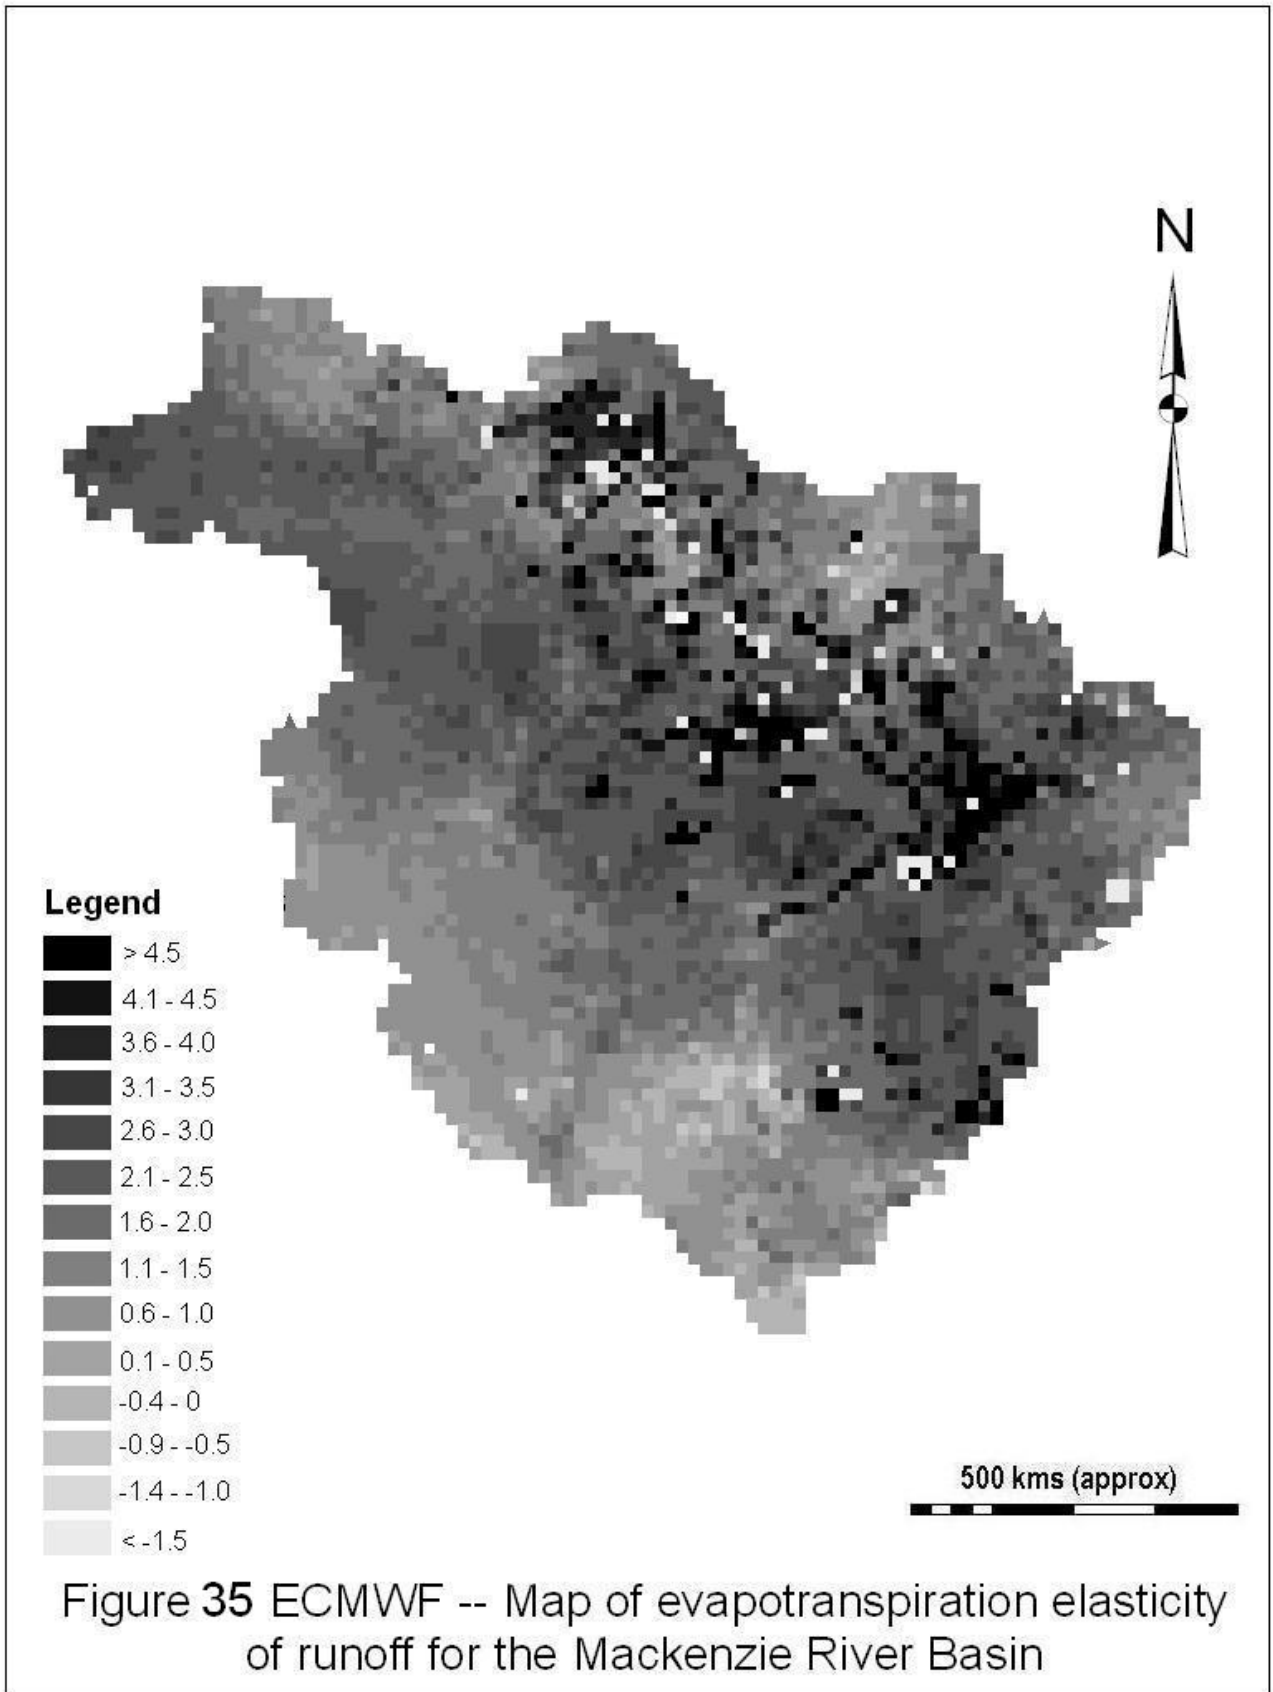 N
Legend
> 4.5
4.1 - 4.5
3.6 - 4.0
3.1 - 3.5
2.6 - 3.0
2.1 - 2.5
1.6 - 2.0
1.1 - 1.5
0.6 - 1.0
0.1 - 0.5
-0.4 - 0
-0.9 - -0.5
-1.4 - -1.0
< -1.5
500 kms (approx)
Figure 35 ECMWF -- Map of evapotranspiration elasticity
of runoff for the Mackenzie River Basin